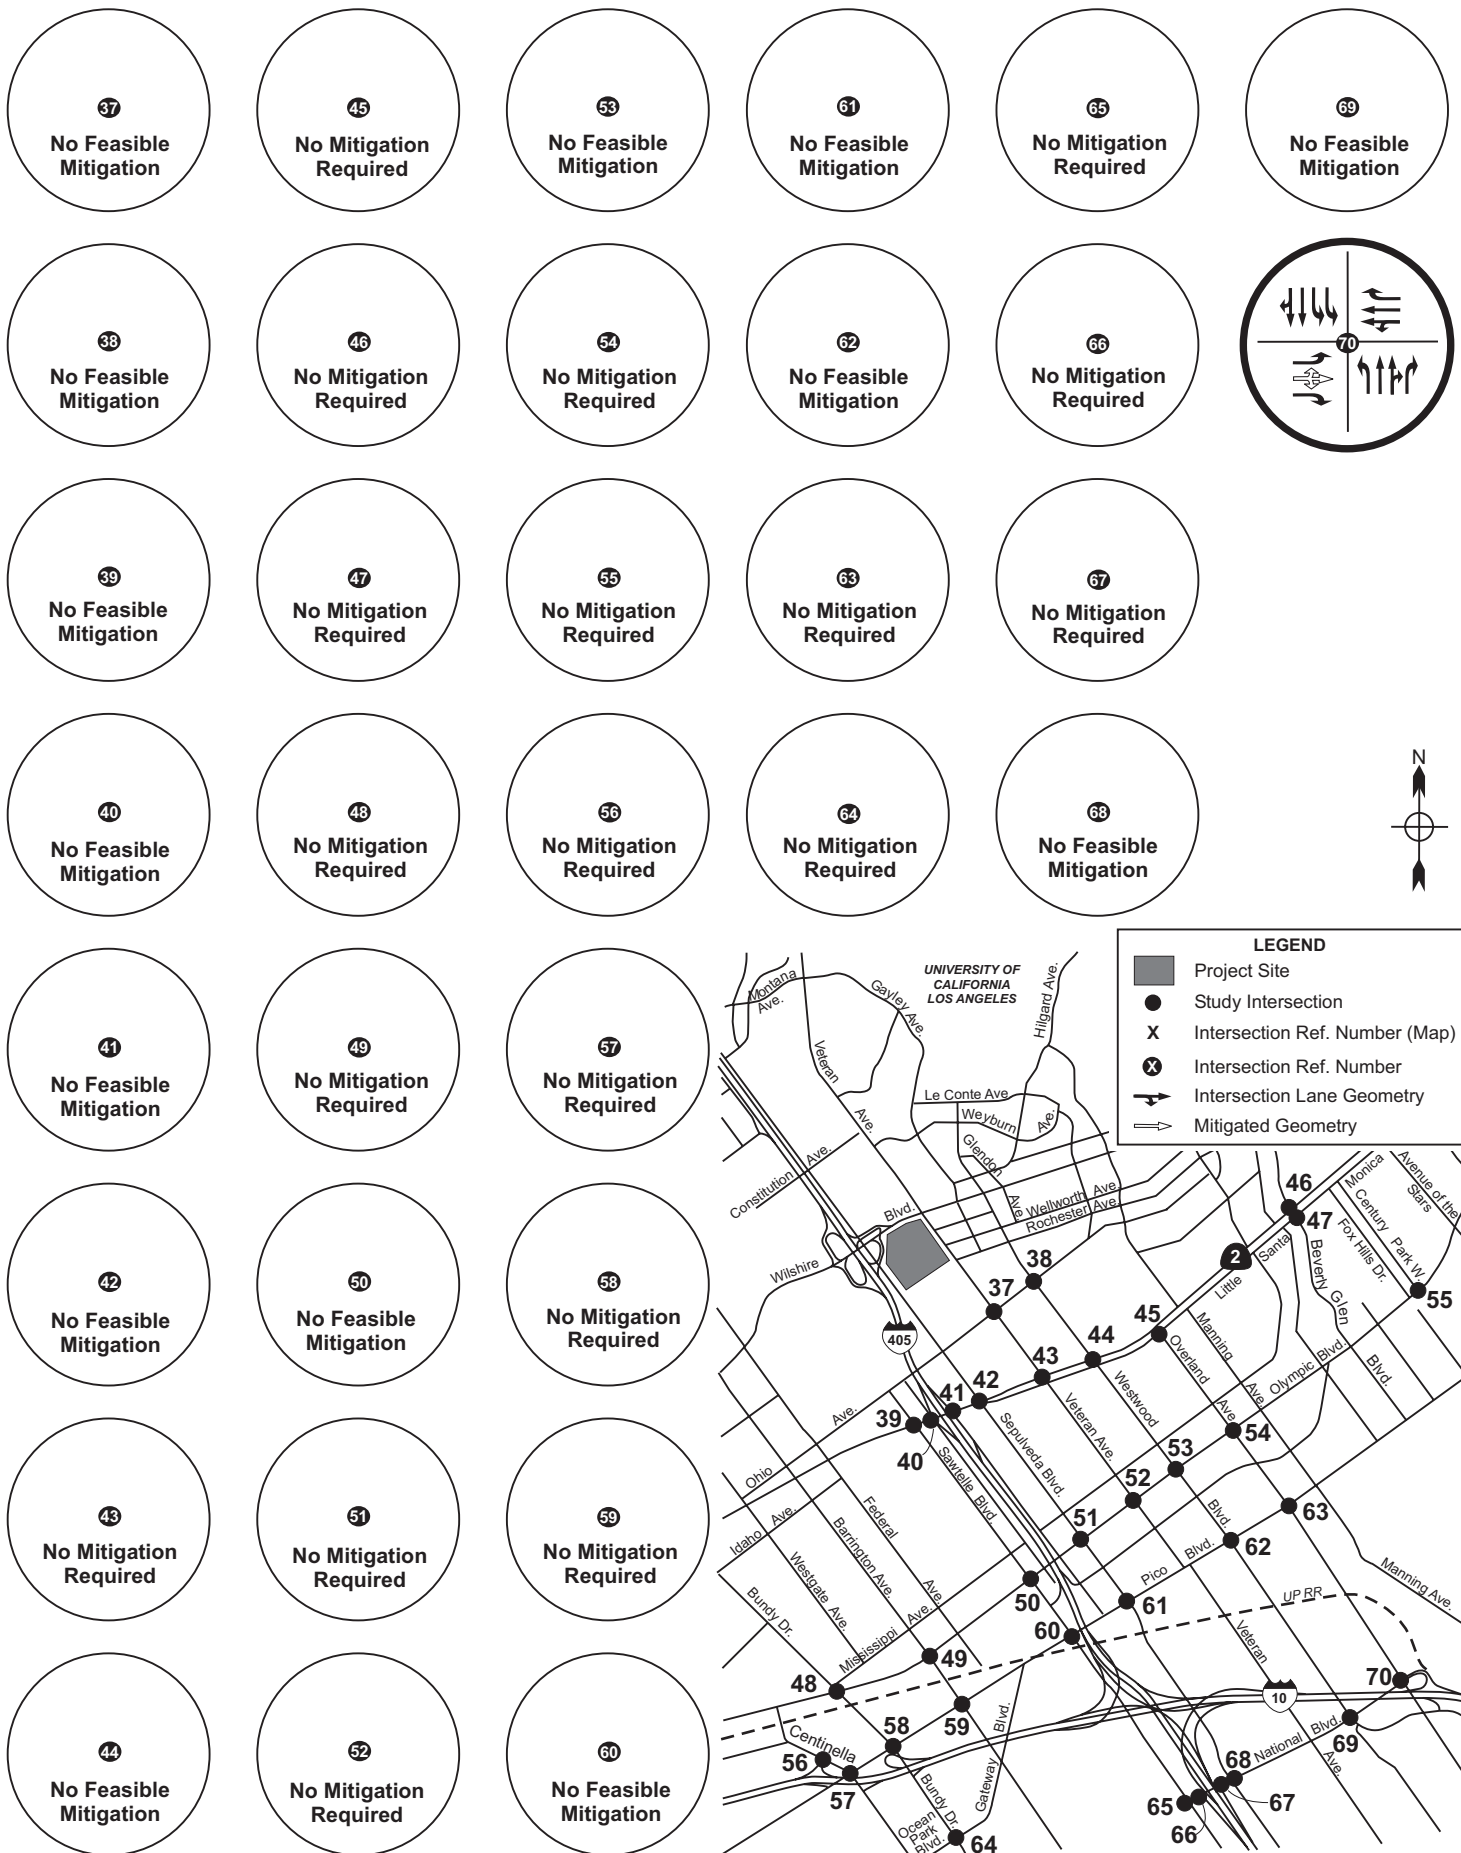 37
No Feasible
Mitigation
45
No Mitigation
Required
53
No Feasible
Mitigation
61
No Feasible
Mitigation
65
No Mitigation
Required
69
No Feasible
Mitigation
38
No Feasible
Mitigation
46
No Mitigation
Required
54
No Mitigation
Required
62
No Feasible
Mitigation
66
No Mitigation
Required
70
39
No Feasible
Mitigation
47
No Mitigation
Required
55
No Mitigation
Required
63
No Mitigation
Required
67
No Mitigation
Required
40
No Feasible
Mitigation
48
No Mitigation
Required
56
No Mitigation
Required
64
No Mitigation
Required
68
No Feasible
Mitigation
N
41
No Feasible
Mitigation
49
No Mitigation
Required
57
No Mitigation
Required
42
No Feasible
Mitigation
50
No Feasible
Mitigation
58
No Mitigation
Required
43
No Mitigation
Required
51
No Mitigation
Required
59
No Mitigation
Required
44
No Feasible
Mitigation
52
No Mitigation
Required
60
No Feasible
Mitigation
LEGEND
Project Site
Study Intersection
X Intersection Ref. Number (Map)
X Intersection Ref. Number
Intersection Lane Geometry
Mitigated Geometry
UNIVERSITY OF
CALIFORNIA
LOS ANGELES
Montana
Ave.
Gayley Ave.
Hilgard Ave.
Veteran
Ave.
Le Conte Ave
Weyburn
Ave.
Glendon
Ave.
Constitution Ave.
Wellworth Ave.
Rochester Ave.
Wilshire
Blvd.
Little
Santa
Monica
Avenue of the
Stars
Century
Park W.
Fox Hills Dr.
Beverly
Glen
Blvd.
46
47
2
38
37
55
45
44
43
42
41
39
40
405
Manning
Ave.
Overland
Ave.
Olympic Blvd.
Westwood
Blvd.
Veteran Ave.
Sepulveda Blvd.
Sawtelle Blvd.
Ohio
Ave.
Idaho Ave.
Federal
Ave.
Barrington Ave.
Westgate Ave.
Bundy Dr.
Mississippi Ave.
54
53
52
51
50
63
62
61
60
Pico
Blvd.
UP RR
Manning Ave.
Veteran
Ave.
49
48
59
58
Centinella
56
57
Bundy Dr.
Gateway
Blvd.
Ocean
Park
Blvd.
64
10
National Blvd.
70
69
68
67
66
65